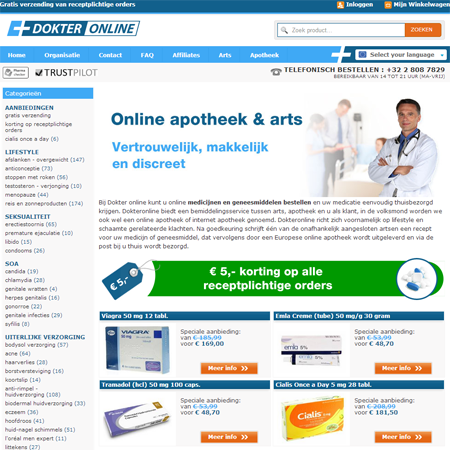 Gratis verzending van receptplichtige orders
Inloggen Mijn Winkelwagen
DOKTER ONLINE
Zoek product...
ZOEKEN
Home Organisatie Contact FAQ Affiliates Arts Apotheek
Select your language
TRUSTPILOT
TELEFONISCH BESTELLEN : +32 2 808 7829
BEREIKBAAR VAN 14 TOT 21 UUR (MA-VRIJ)
Categorieën
AANBIEDINGEN
gratis verzending
korting op receptplichtige
orders
cialis once a day (6)
LIFESTYLE
afslanken - overgewicht (147)
anticonceptie (73)
stoppen met roken (56)
testosteron - verjonging (10)
menopauze (44)
reis en zonneproducten (174)
SEKSUALITEIT
erectiestoornis (65)
premature ejaculatie (10)
libido (15)
condooms (26)
SOA
candida (19)
chlamydia (28)
genitale wratten (4)
herpes genitalis (16)
gonorroe (22)
genitale infecties (29)
syfilis (8)
UITERLIJKE VERZORGING
bodysol verzorging (57)
acne (64)
haarverlies (28)
borstversteviging (16)
koortslip (14)
anti-rimpel -
huidverzorging (108)
biodermal huidverzorging (33)
eczeem (36)
hoofdroos (41)
huid-nagel schimmels (51)
l'oréal men expert (11)
littekens (27)
Online apotheek & arts
Vertrouwelijk, makkelijk
en discreet
Bij Dokter online kunt u online medicijnen en geneesmiddelen bestellen en uw medicatie eenvoudig thuisbezorgd
krijgen. Dokteronline biedt een bemiddelingsservice tussen arts, apotheek en u als klant, in de volksmond worden we
ook wel een online apotheek of internet apotheek genoemd. Dokteronline richt zich voornamelijk op lifestyle en
schaamte gerelateerde klachten. Na goedkeuring schrijft één van de onafhankelijk aangesloten artsen een recept
voor uw medicijn of geneesmiddel, dat vervolgens door een Europese online apotheek wordt uitgeleverd en via de
post bij u thuis wordt bezorgd.
€ 5,-
€ 5,- korting op alle
receptplichtige orders
Viagra 50 mg 12 tabl.
VIAGRA
Speciale aanbieding:
van € 185,99
voor € 169,00
Meer info
Emla Creme (tube) 50 mg/g 30 gram
emla 5%
Speciale aanbieding:
van € 53,99
voor € 48,70
Meer info
Tramadol (hcl) 50 mg 100 caps.
Speciale aanbieding:
van € 53,99
voor € 48,70
Meer info
Cialis Once a Day 5 mg 28 tabl.
Cialis
Speciale aanbieding:
van € 208,99
voor € 181,50
Meer info